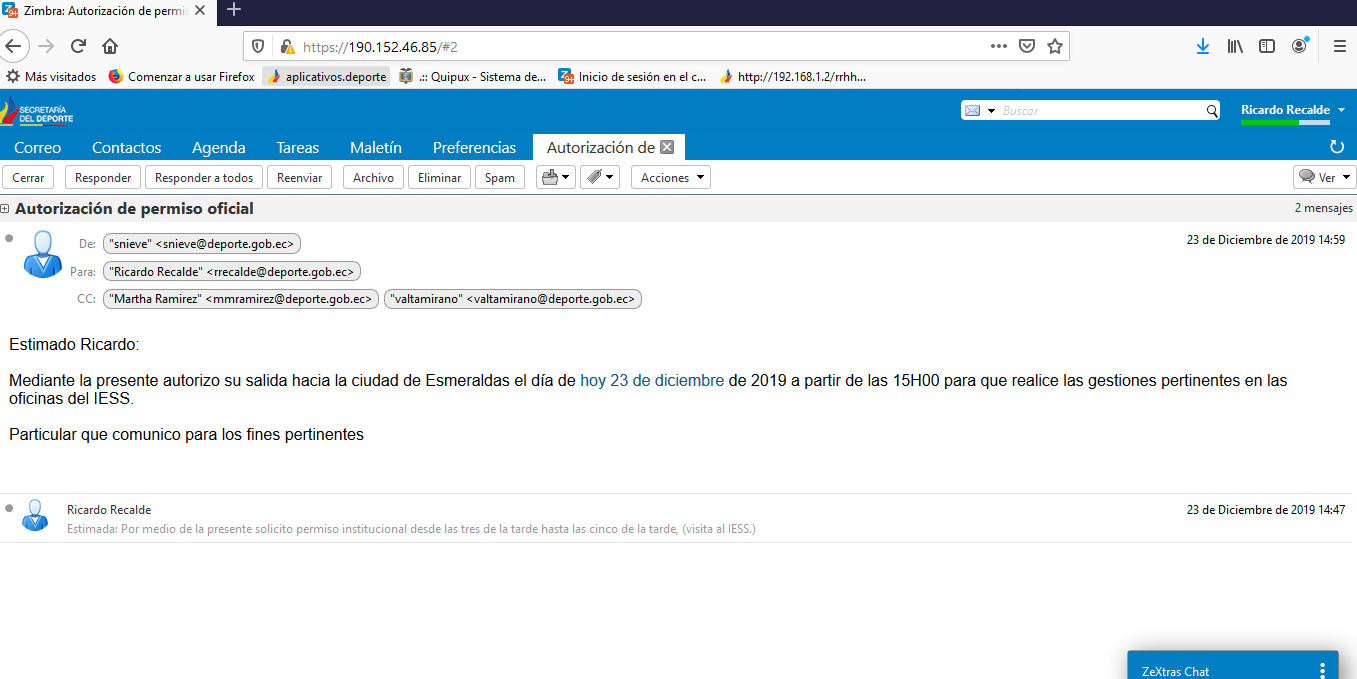 Zimbra: Autorización de permis
https://190.152.46.85/#2
Más visitados Comenzar a usar Firefox aplicativos.deporte .:: Quipux - Sistema de... Inicio de sesión en el c... http://192.168.1.2/rrhh...
SECRETARÍA
DEL DEPORTE
Buscar
Ricardo Recalde
Correo Contactos Agenda Tareas Maletín Preferencias Autorización de
Cerrar Responder Responder a todos Reenviar Archivo Eliminar Spam Acciones Ver
Autorización de permiso oficial 2 mensajes
De: "snieve" <snieve@deporte.gob.ec> 23 de Diciembre de 2019 14:59
Para: "Ricardo Recalde" <rrecalde@deporte.gob.ec>
CC: "Martha Ramirez" <mmramirez@deporte.gob.ec> "valtamirano" <valtamirano@deporte.gob.ec>
Estimado Ricardo:
Mediante la presente autorizo su salida hacia la ciudad de Esmeraldas el día de hoy 23 de diciembre de 2019 a partir de las 15H00 para que realice las gestiones pertinentes en las
oficinas del IESS.
Particular que comunico para los fines pertinentes
Ricardo Recalde 23 de Diciembre de 2019 14:47
Estimada: Por medio de la presente solicito permiso institucional desde las tres de la tarde hasta las cinco de la tarde, (visita al IESS.)
ZeXtras Chat